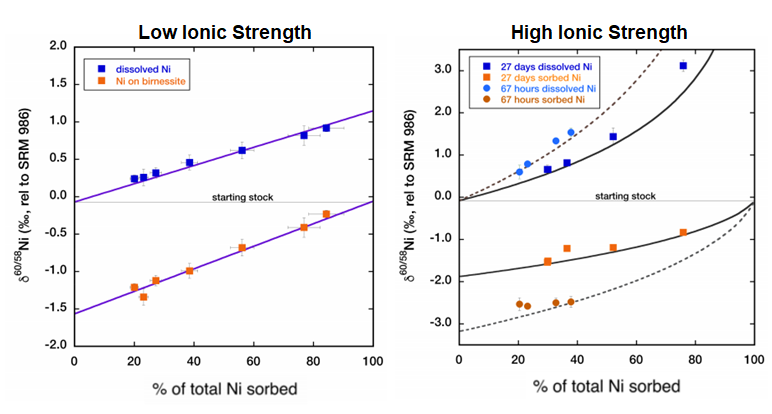 Low Ionic Strength
δ60/58Ni (‰, rel to SRM 986)
2.0
1.5
1.0
0.5
0.0
-0.5
-1.0
-1.5
-2.0
dissolved Ni
Ni on birnessite
starting stock
0 20 40 60 80 100
% of total Ni sorbed
High Ionic Strength
δ60/58Ni (‰, rel to SRM 986)
3.0
2.0
1.0
0.0
-1.0
-2.0
-3.0
27 days dissolved Ni
27 days sorbed Ni
67 hours dissolved Ni
67 hours sorbed Ni
starting stock
0 20 40 60 80 100
% of total Ni sorbed